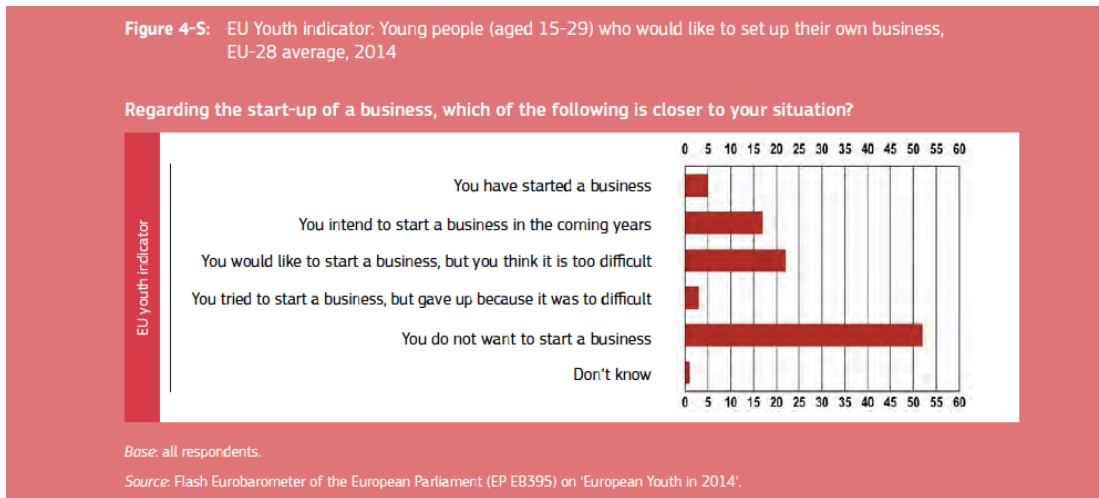 Figure 4-S: EU Youth indicator: Young people (aged 15-29) who would like to set up their own business,
EU-28 average, 2014
Regarding the start-up of a business, which of the following is closer to your situation?
0 5 10 15 20 25 30 35 40 45 50 55 60
EU youth indicator
You have started a business
You intend to start a business in the coming years
You would like to start a business, but you think it is too difficult
You tried to start a business, but gave up because it was to difficult
You do not want to start a business
Don't know
0 5 10 15 20 25 30 35 40 45 50 55 60
Base: all respondents.
Source: Flash Eurobarometer of the European Parliament (EP EB395) on 'European Youth in 2014'.